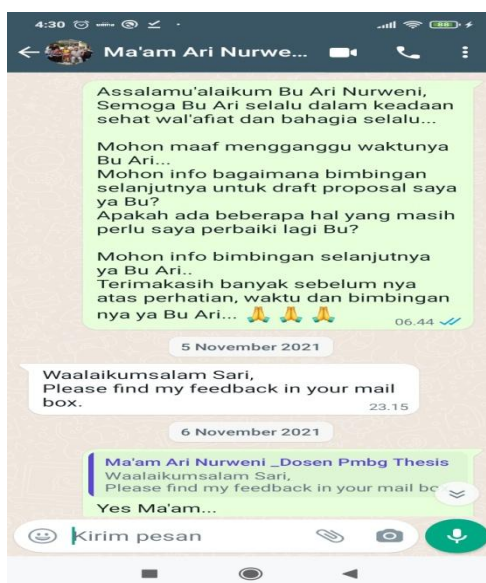 4:30
88
Ma'am Ari Nurwe...
Assalamu'alaikum Bu Ari Nurweni,
Semoga Bu Ari selalu dalam keadaan
sehat wal'afiat dan bahagia selalu...
Mohon maaf mengganggu waktunya
Bu Ari...
Mohon info bagaimana bimbingan
selanjutnya untuk draft proposal saya
ya Bu?
Apakah ada beberapa hal yang masih
perlu saya perbaiki lagi Bu?
Mohon info bimbingan selanjutnya
ya Bu Ari..
Terimakasih banyak sebelum nya
atas perhatian, waktu dan bimbingan
nya ya Bu Ari... 🙏 🙏 🙏
06.44
5 November 2021
Waalaikumsalam Sari,
Please find my feedback in your mail
box.
23.15
6 November 2021
Ma'am Ari Nurweni _Dosen Pmbg Thesis
Waalaikumsalam Sari,
Please find my feedback in your mail bo
Yes Ma'am...
Kirim pesan